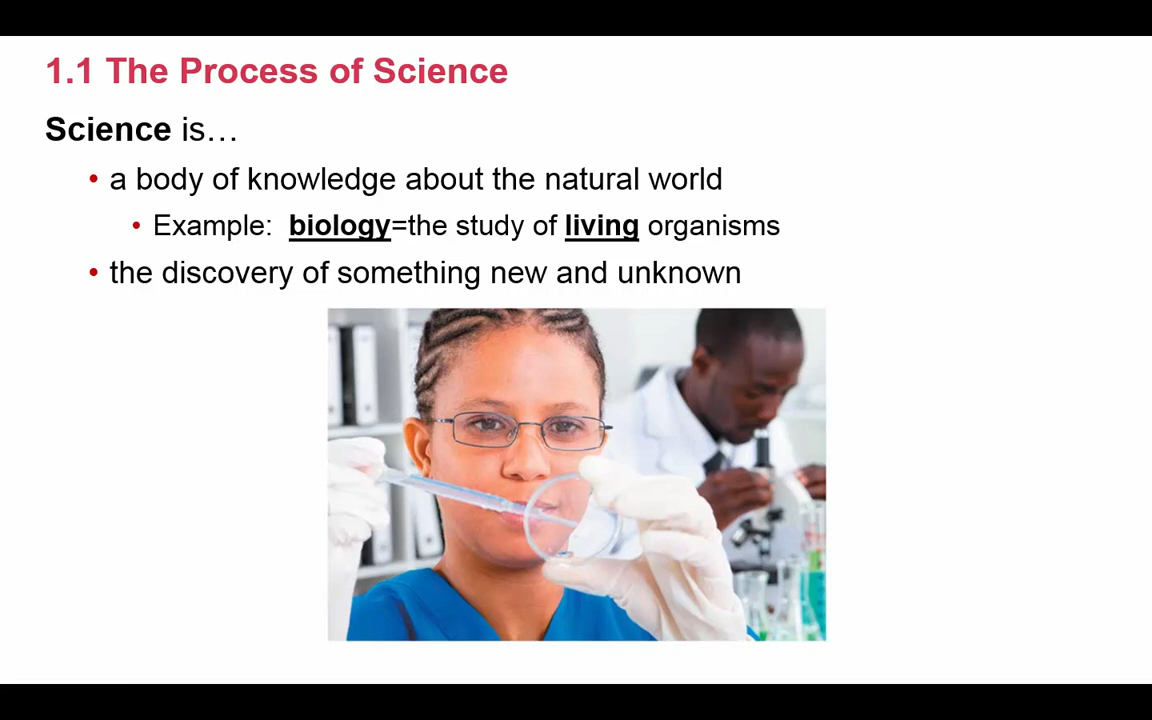 1.1 The Process of Science
Science is…
• a body of knowledge about the natural world
• Example:  biology=the study of living organisms
• the discovery of something new and unknown